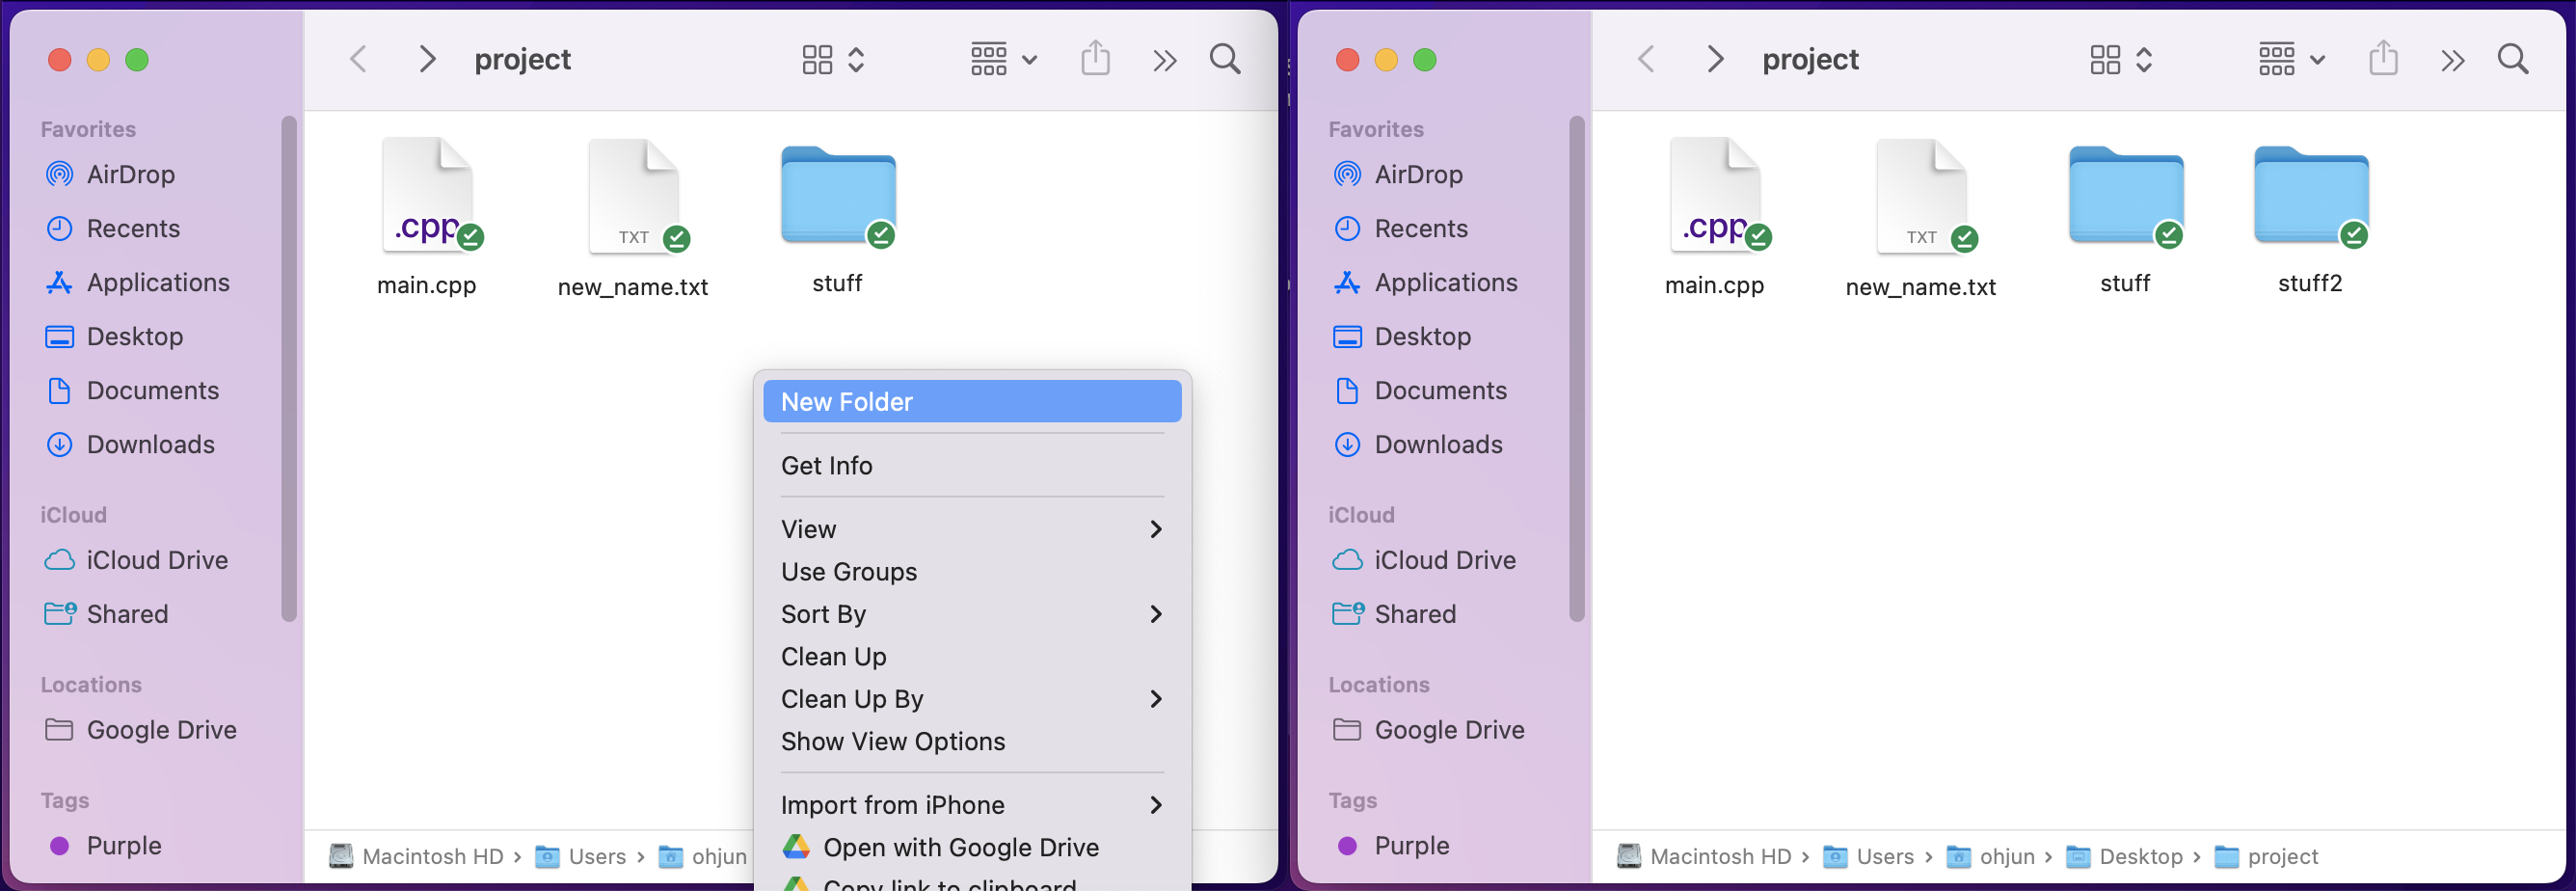 project
Favorites
AirDrop
Recents
Applications
Desktop
Documents
Downloads
iCloud
iCloud Drive
Shared
Locations
Google Drive
Tags
Purple
.cpp
main.cpp
TXT
new_name.txt
stuff
New Folder
Get Info
View
Use Groups
Sort By
Clean Up
Clean Up By
Show View Options
Import from iPhone
Open with Google Drive
Copy link to clipboard
Macintosh HD › Users › ohjun
project
Favorites
AirDrop
Recents
Applications
Desktop
Documents
Downloads
iCloud
iCloud Drive
Shared
Locations
Google Drive
Tags
Purple
.cpp
main.cpp
TXT
new_name.txt
stuff
stuff2
Macintosh HD › Users › ohjun › Desktop › project